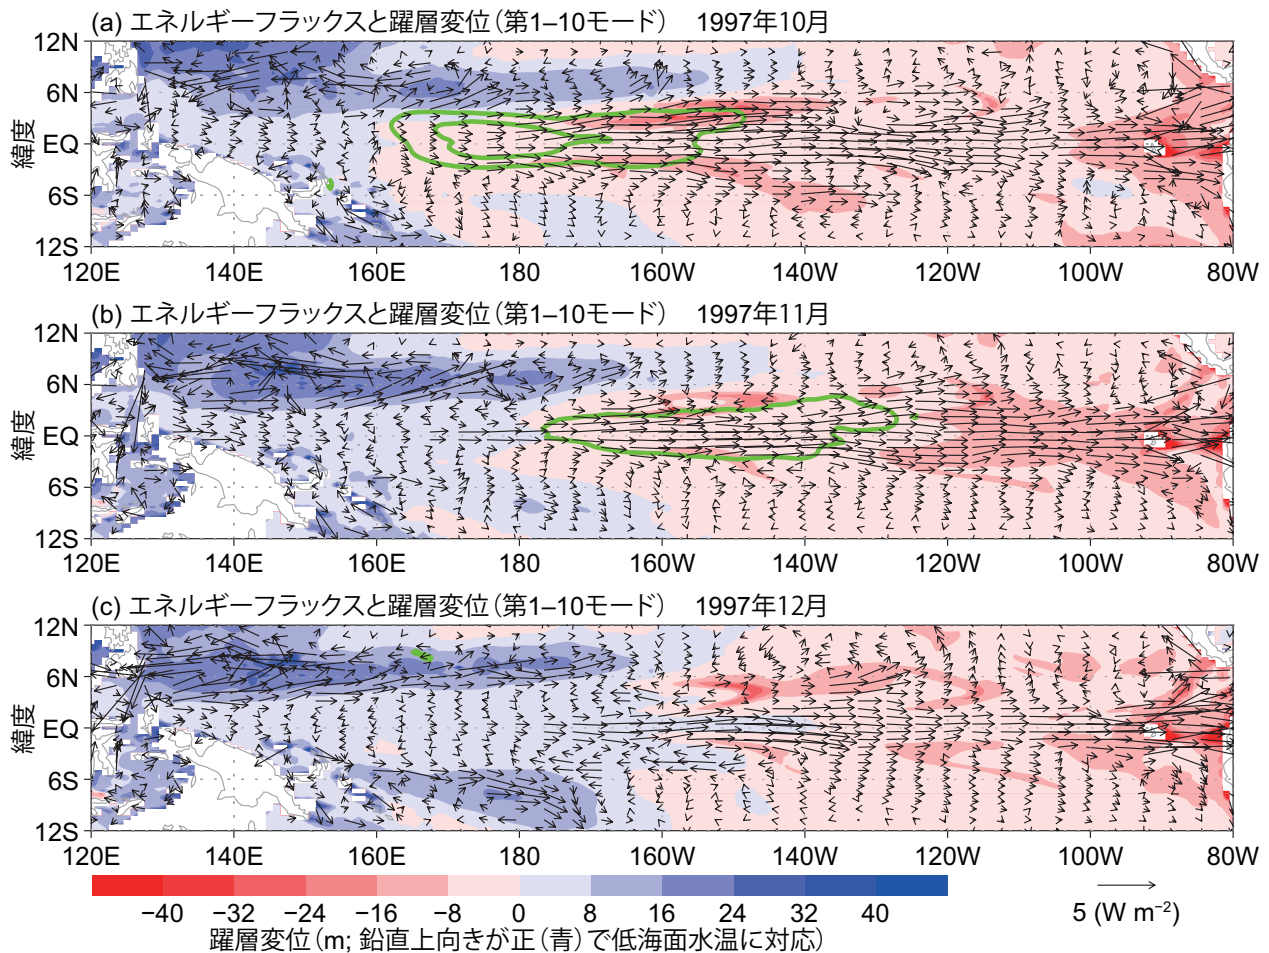 (a) エネルギーフラックスと躍層変位（第1–10モード） 1997年10月
12N
6N
EQ
6S
12S
緯度
120E 140E 160E 180 160W 140W 120W 100W 80W
(b) エネルギーフラックスと躍層変位（第1–10モード） 1997年11月
12N
6N
EQ
6S
12S
緯度
120E 140E 160E 180 160W 140W 120W 100W 80W
(c) エネルギーフラックスと躍層変位（第1–10モード） 1997年12月
12N
6N
EQ
6S
12S
緯度
120E 140E 160E 180 160W 140W 120W 100W 80W
−40 −32 −24 −16 −8 0 8 16 24 32 40
5 (W m⁻²)
躍層変位（m; 鉛直上向きが正（青）で低海面水温に対応）